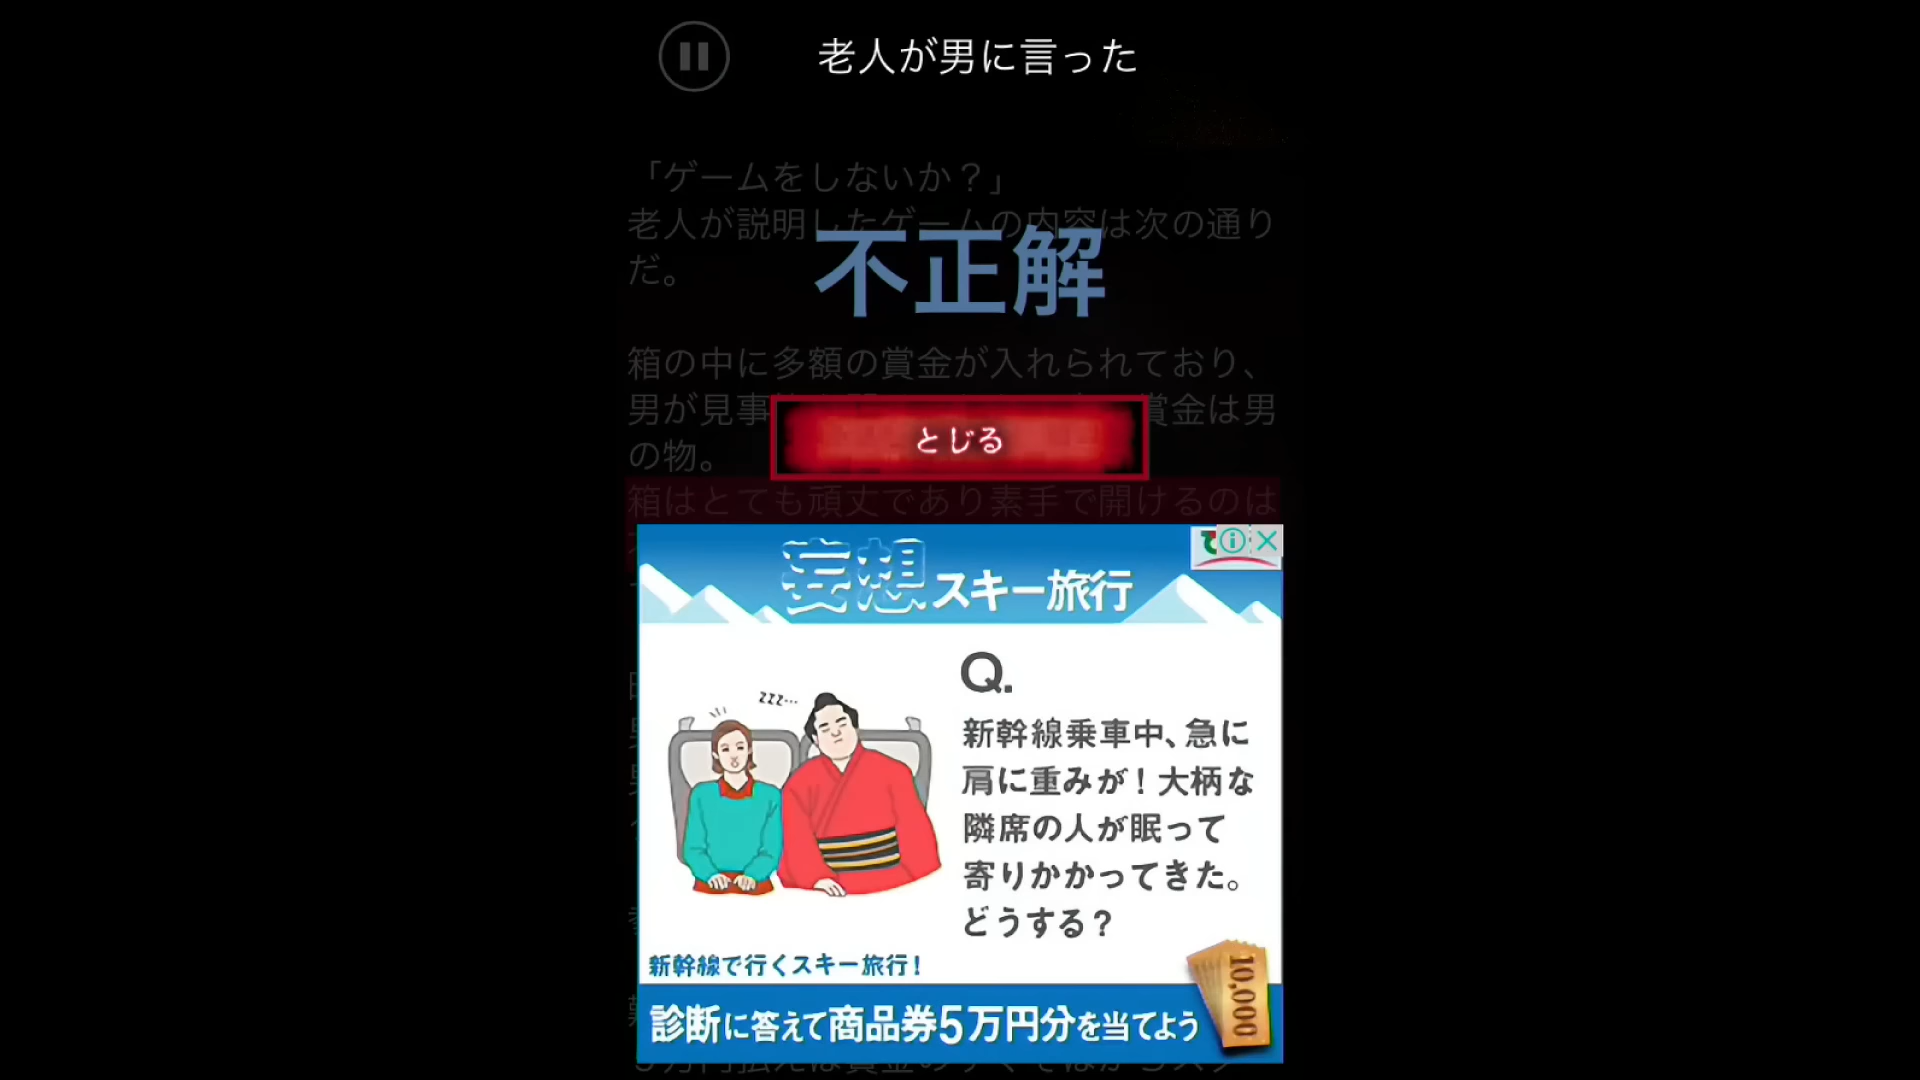 老人が男に言った
「ゲームをしないか？」
老人が説明したゲームの内容は次の通り
だ。
不正解
箱の中に多額の賞金が入れられており、
男が見事
賞金は男
の物。
とじる
箱はとても頑丈であり素手で開けるのは
妄想スキー旅行
Q.
zzz…
新幹線乗車中、急に
肩に重みが！大柄な
隣席の人が眠って
寄りかかってきた。
どうする？
新幹線で行くスキー旅行！
10,000
診断に答えて商品券5万円分を当てよう